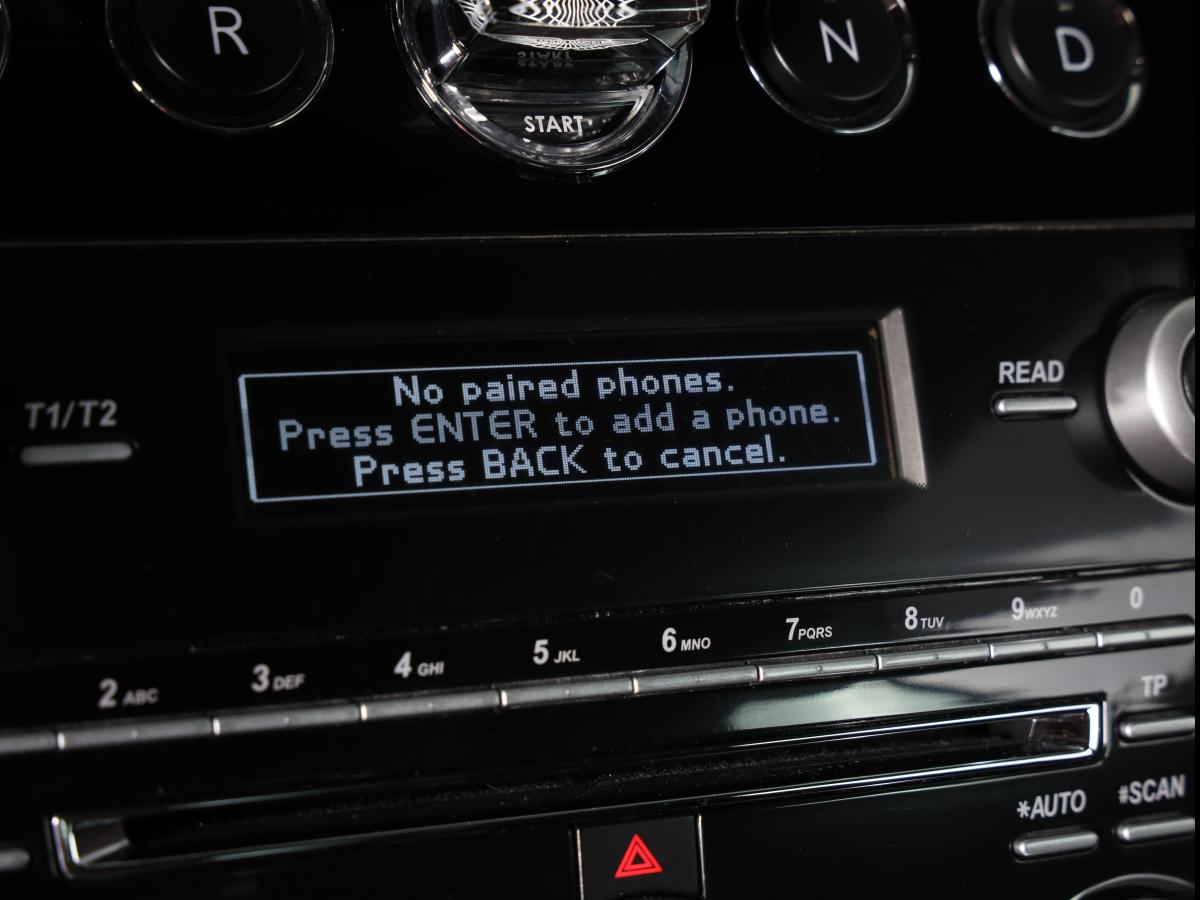 R
START
N
D
T1/T2
No paired phones.
Press ENTER to add a phone.
Press BACK to cancel.
READ
2 ABC
3 DEF
4 GHI
5 JKL
6 MNO
7 PQRS
8 TUV
9 WXYZ
0
TP
*AUTO
#SCAN